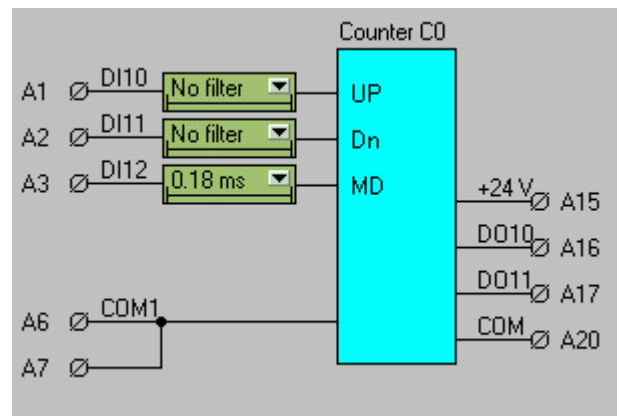 Counter C0
A1 DI10 No filter UP
A2 DI11 No filter Dn
A3 DI12 0.18 ms MD
+24 V A15
DO10 A16
DO11 A17
A6 COM1
COM A20
A7